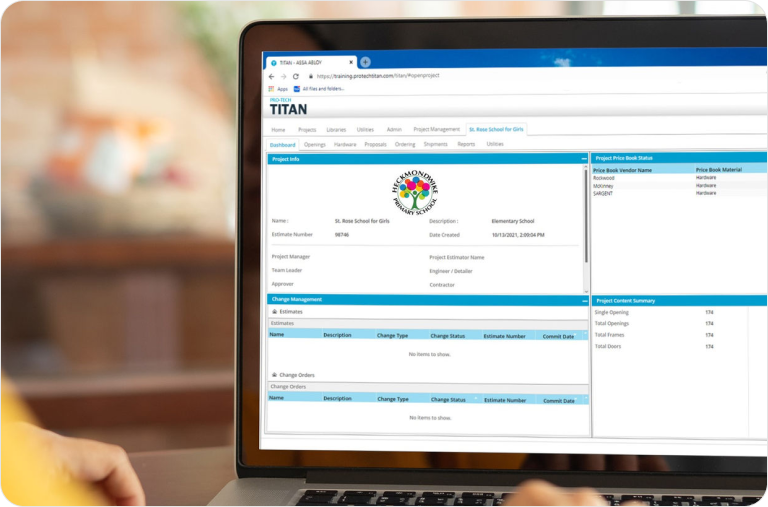 TITAN - ASSA ABLOY
https://training.protechtitan.com/titan/#openproject
Apps All files and folders..
PRO-TECH
TITAN
Home Projects Libraries Utilities Admin Project Management St. Rose School for Girls
Dashboard Openings Hardware Proposals Ordering Shipments Reports Utilities
Project Info
HECKMONDWIKE
PRIMARY SCHOOL
Name : St. Rose School for Girls Description : Elementary School
Estimate Number 98746 Date Created 10/13/2021, 2:09:04 PM
Project Manager Project Estimator Name
Team Leader Engineer / Detailer
Approver Contractor
Project Price Book Status
Price Book Vendor Name Price Book Material
Rockwood Hardware
McKinney Hardware
SARGENT Hardware
Change Management
Estimates
Estimates
Name Description Change Type Change Status Estimate Number Commit Date
No items to show.
Change Orders
Change Orders
Name Description Change Type Change Status Estimate Number Commit Date
No items to show.
Project Content Summary
Single Opening 174
Total Openings 174
Total Frames 174
Total Doors 174